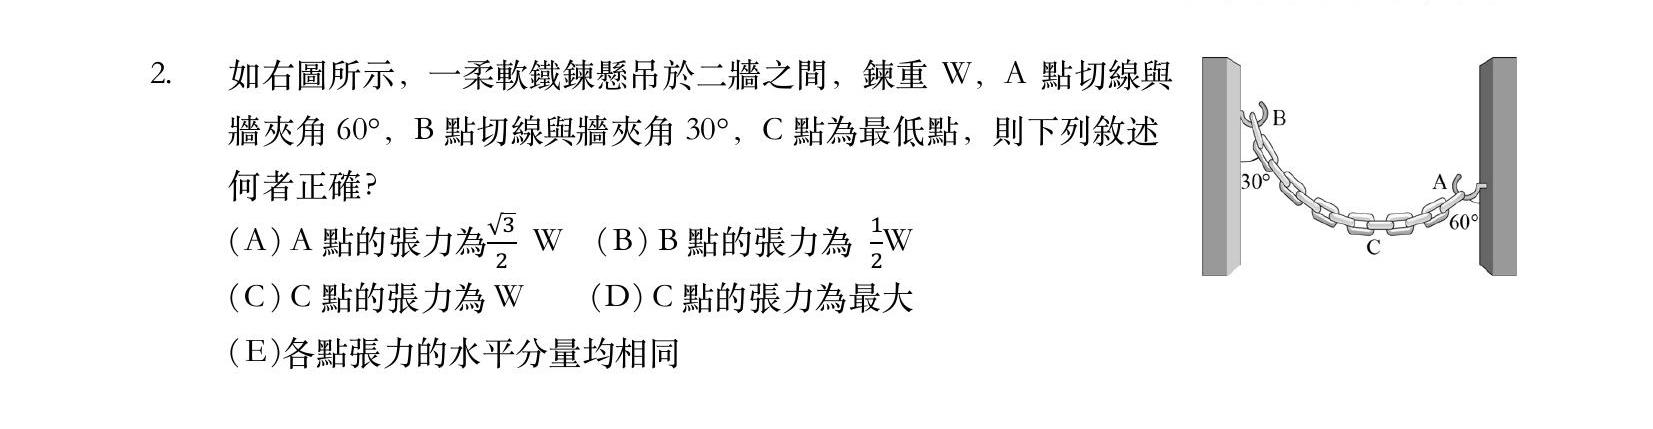 2. 如右圖所示，一柔軟鐵鍊懸吊於二牆之間，鍊重 W，A 點切線與
牆夾角 60°，B 點切線與牆夾角 30°，C 點為最低點，則下列敘述
何者正確？
(A) A 點的張力為 √3/2 W (B) B 點的張力為 1/2 W
(C) C 點的張力為 W (D) C 點的張力為最大
(E)各點張力的水平分量均相同
B
30°
A
60°
C